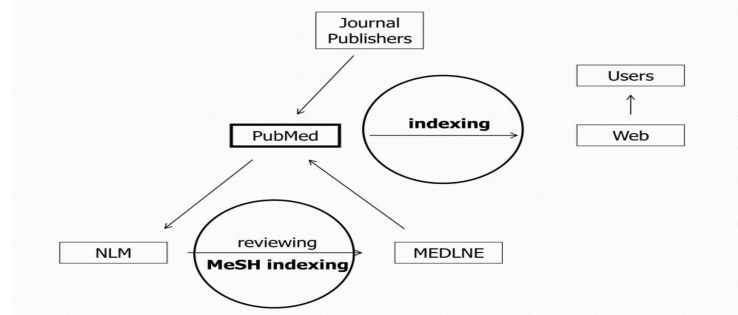 Journal
Publishers
Users
indexing
PubMed
Web
reviewing
NLM
MEDLNE
MeSH indexing